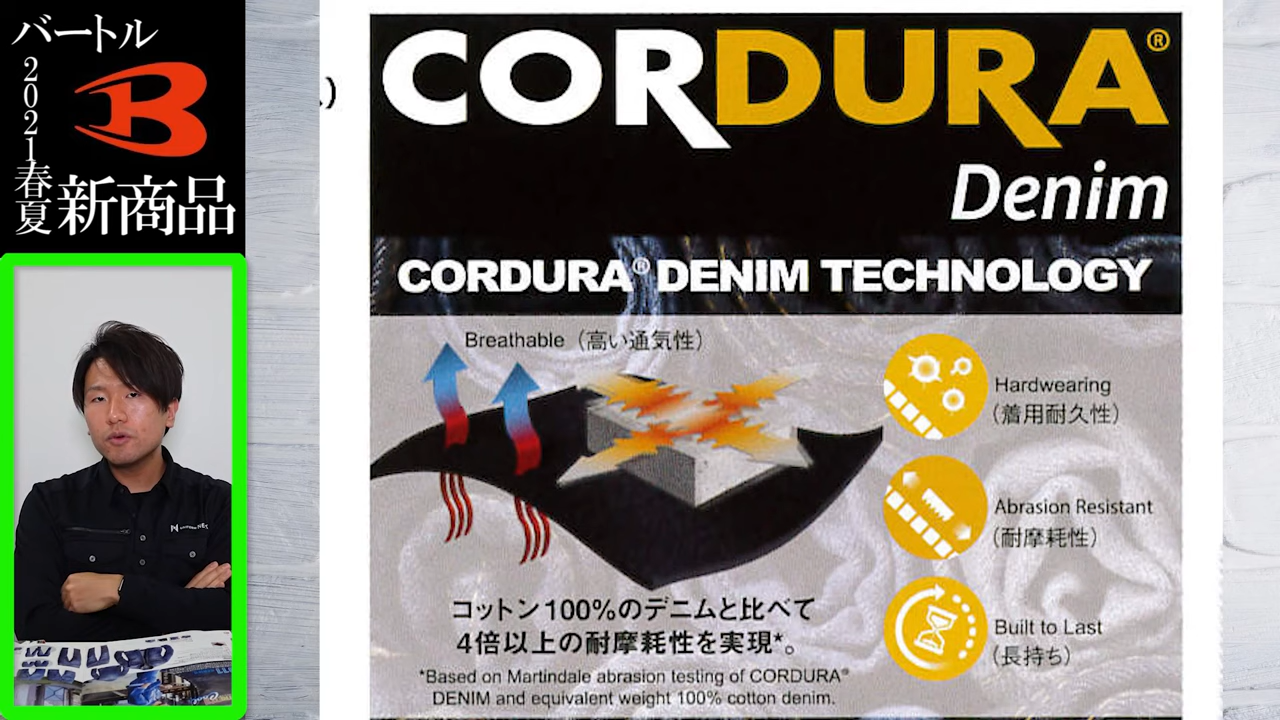 バートル
2021春夏
新商品
CORDURA®
Denim
CORDURA® DENIM TECHNOLOGY
Breathable（高い通気性）
Hardwearing
（着用耐久性）
Abrasion Resistant
（耐摩耗性）
Built to Last
（長持ち）
コットン100%のデニムと比べて
4倍以上の耐摩耗性を実現*。
*Based on Martindale abrasion testing of CORDURA®
DENIM and equivalent weight 100% cotton denim.